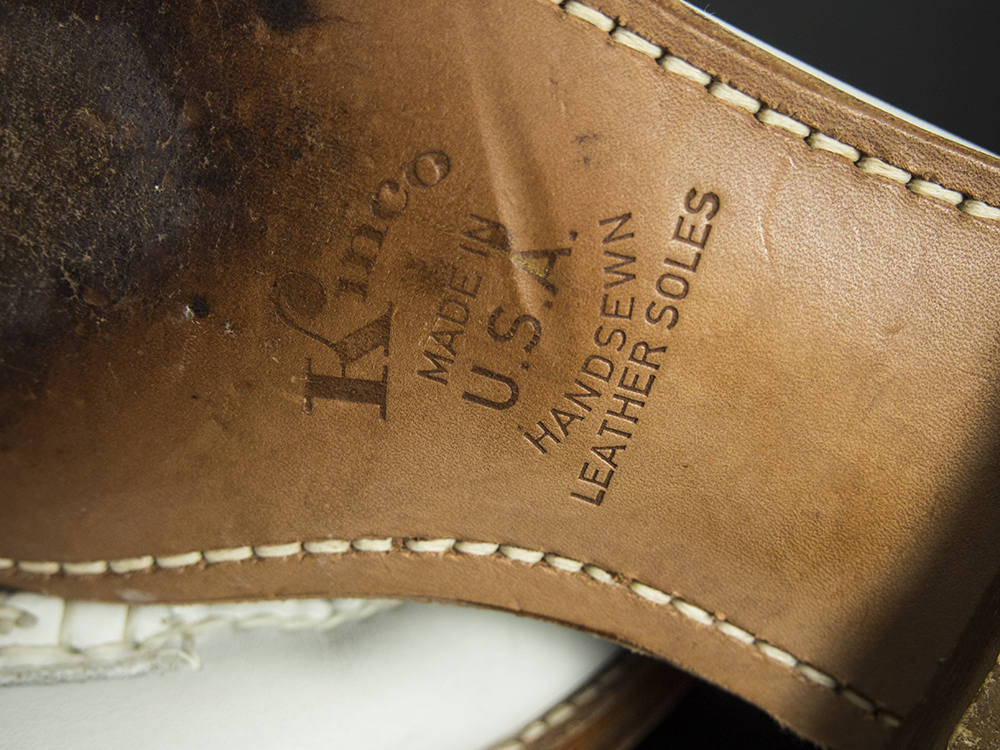 Kinco
MADE IN
U.S.A.
HANDSEWN
LEATHER SOLES